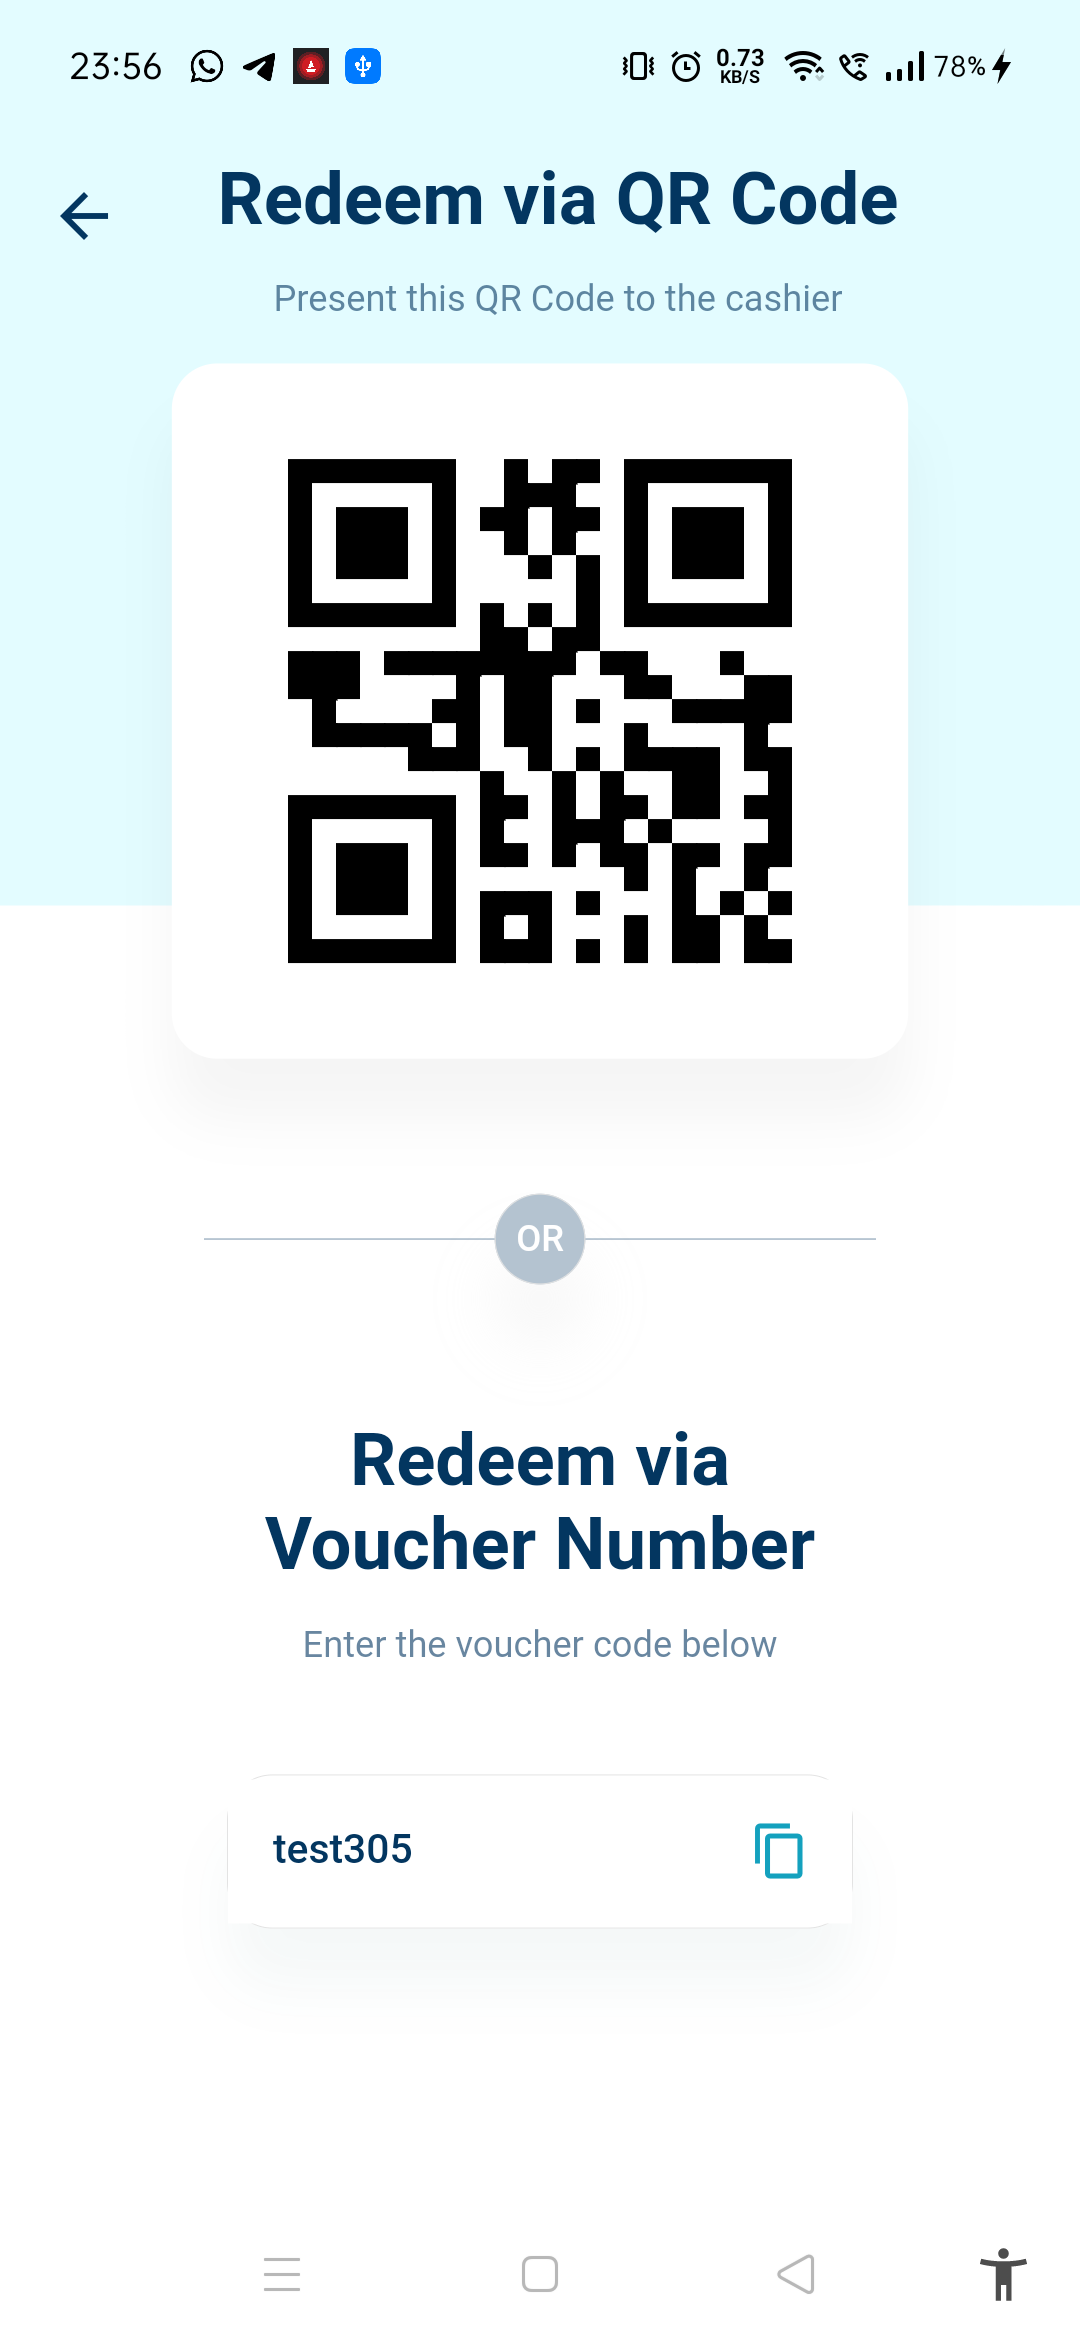 23:56 0.73 KB/S 78%
Redeem via QR Code
Present this QR Code to the cashier
OR
Redeem via
Voucher Number
Enter the voucher code below
test305